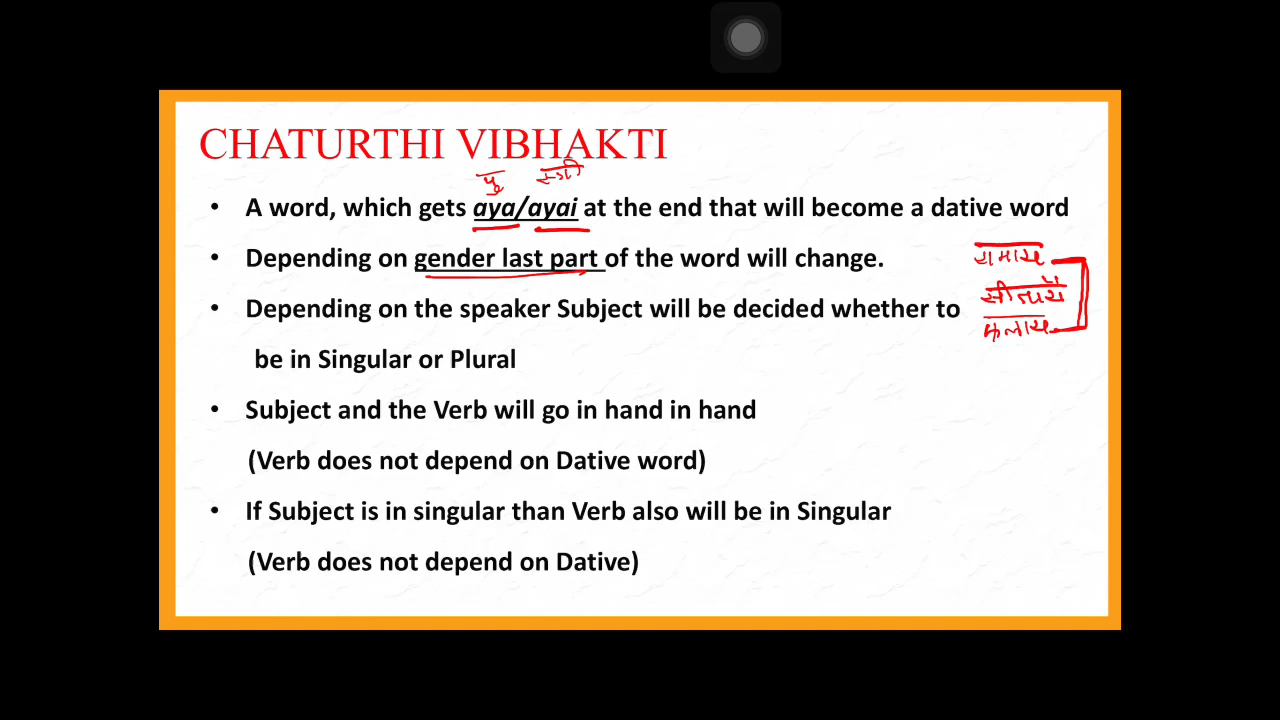 CHATURTHI VIBHAKTI
पु स्त्री
• A word, which gets aya/ayai at the end that will become a dative word
• Depending on gender last part of the word will change.
रामाय
• Depending on the speaker Subject will be decided whether to
be in Singular or Plural
• Subject and the Verb will go in hand in hand
(Verb does not depend on Dative word)
• If Subject is in singular than Verb also will be in Singular
(Verb does not depend on Dative)